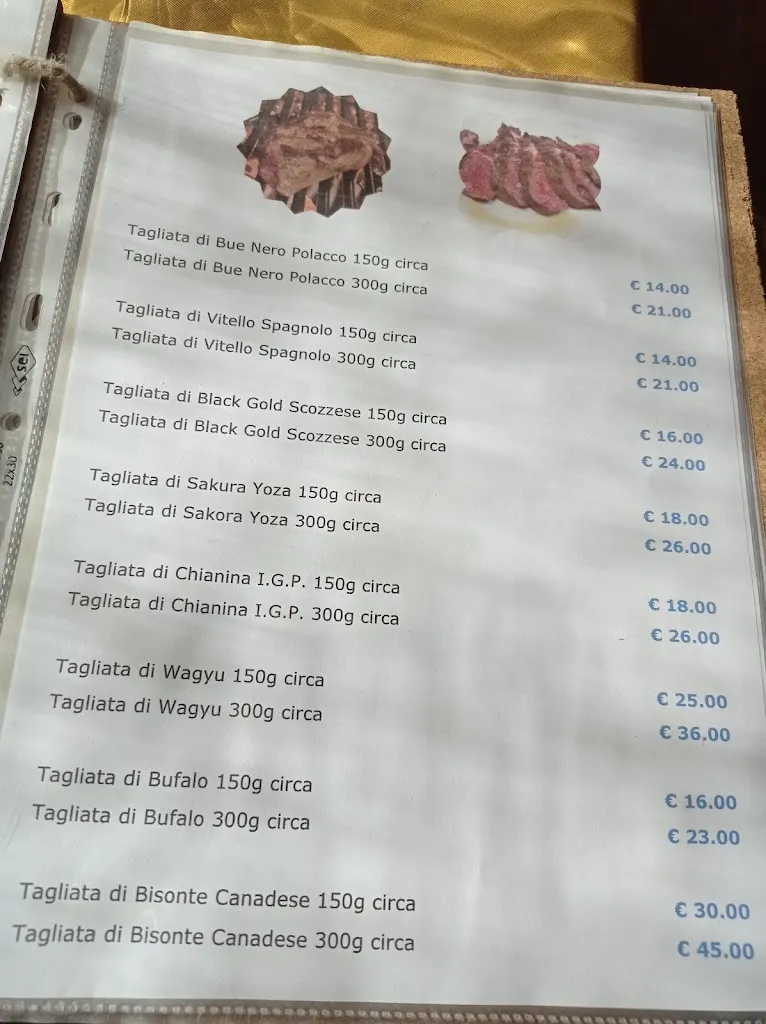 Tagliata di Bue Nero Polacco 150g circa € 14.00
Tagliata di Bue Nero Polacco 300g circa € 21.00
Tagliata di Vitello Spagnolo 150g circa € 14.00
Tagliata di Vitello Spagnolo 300g circa € 21.00
Tagliata di Black Gold Scozzese 150g circa € 16.00
Tagliata di Black Gold Scozzese 300g circa € 24.00
Tagliata di Sakura Yoza 150g circa € 18.00
Tagliata di Sakora Yoza 300g circa € 26.00
Tagliata di Chianina I.G.P. 150g circa € 18.00
Tagliata di Chianina I.G.P. 300g circa € 26.00
Tagliata di Wagyu 150g circa € 25.00
Tagliata di Wagyu 300g circa € 36,00
Tagliata di Bufalo 150g circa € 16.00
Tagliata di Bufalo 300g circa € 23.00
Tagliata di Bisonte Canadese 150g circa € 30.00
Tagliata di Bisonte Canadese 300g circa € 45.00
sei
22x30